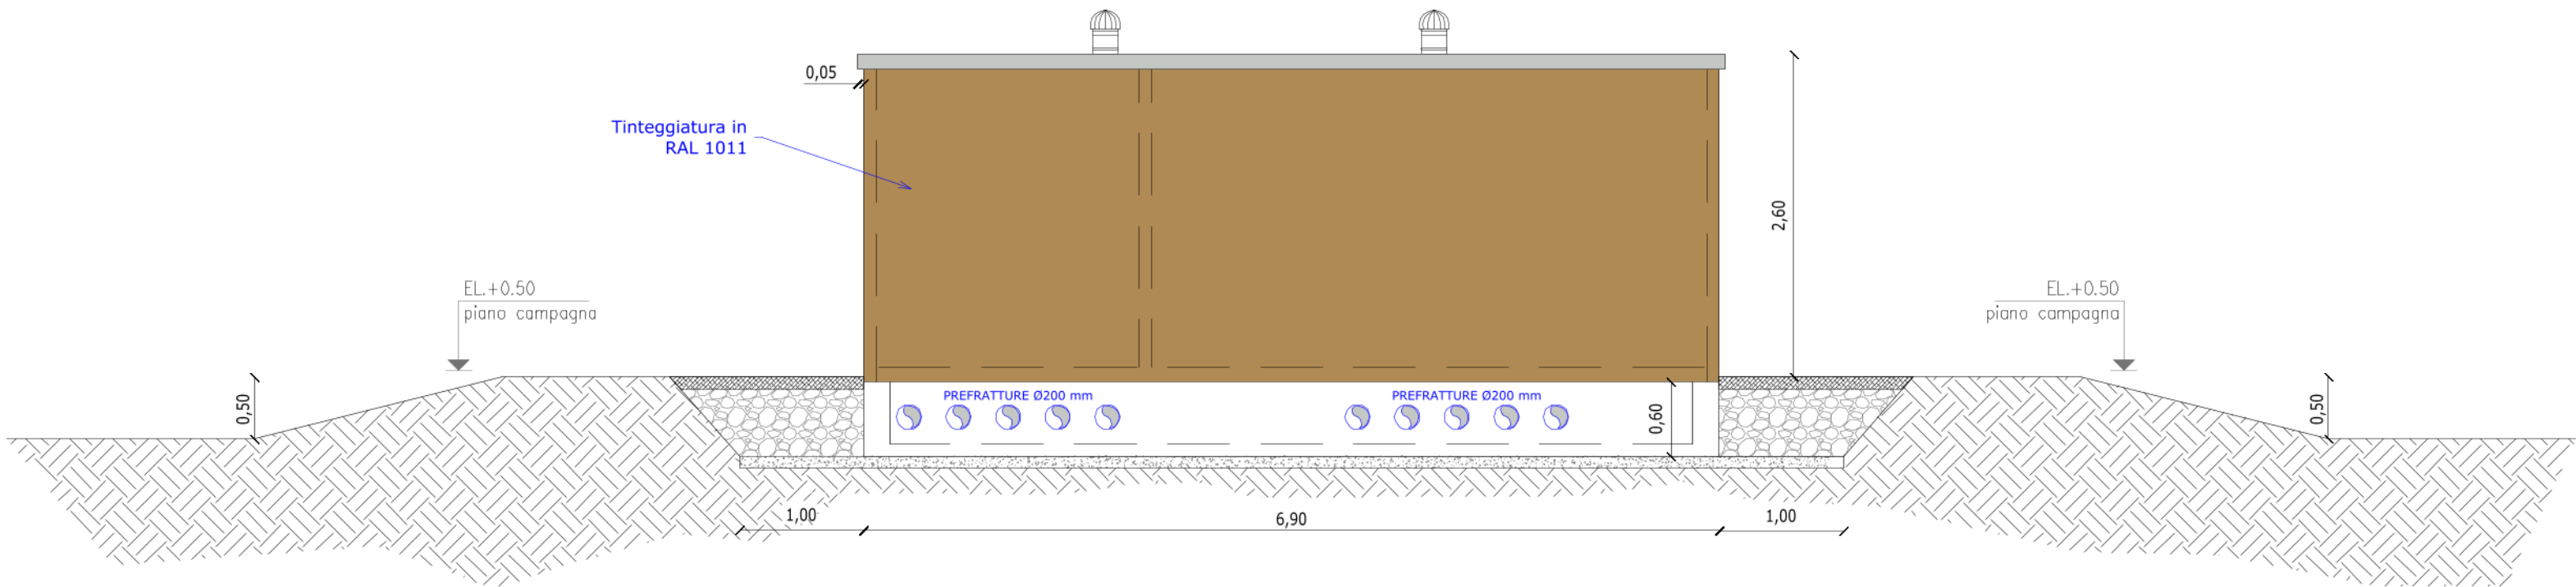 0,05
Tinteggiatura in
RAL 1011
2,60
EL.+0.50
piano campagna
EL.+0.50
piano campagna
0,50
PREFRATTURE Ø200 mm
PREFRATTURE Ø200 mm
0,60
0,50
1,00
6,90
1,00